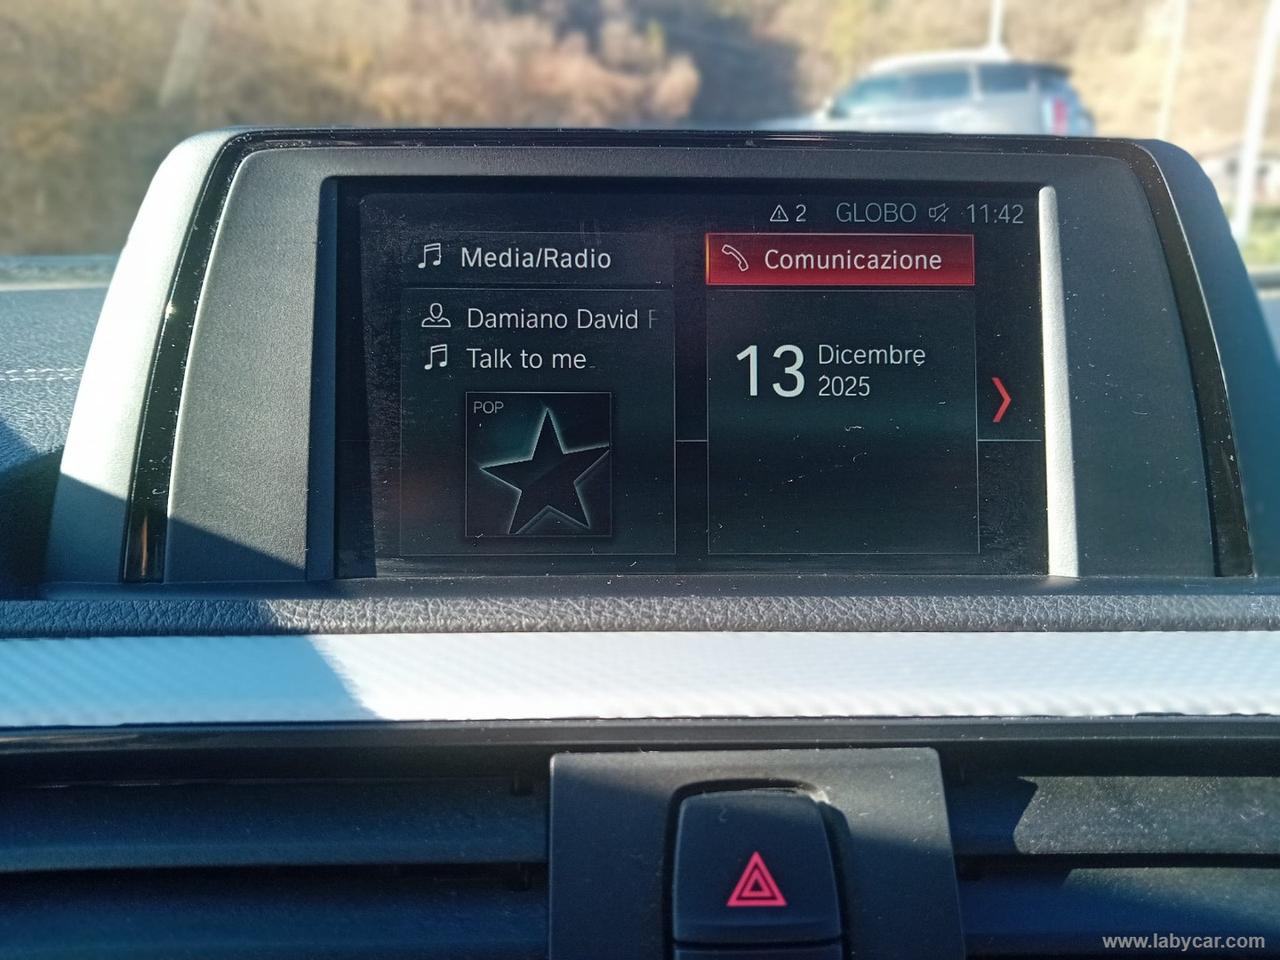 2 GLOBO 11:42
Media/Radio
Comunicazione
Damiano David F
Talk to me
POP
13 Dicembre
2025
www.labycar.com